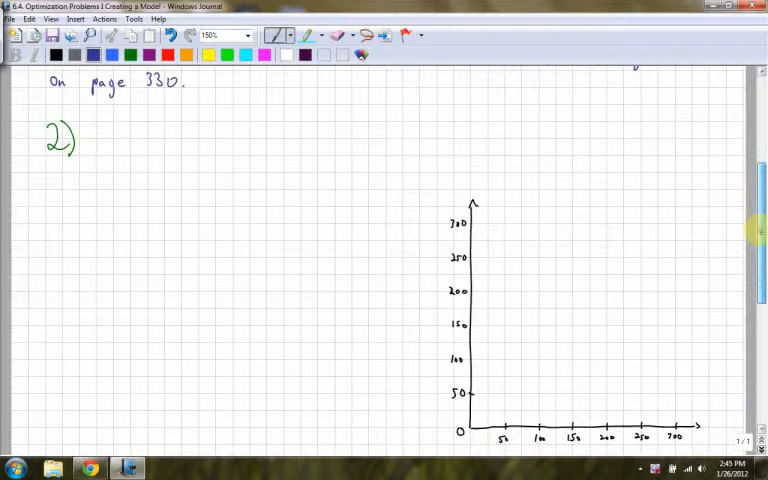 6.4. Optimization Problems I Creating a Model - Windows Journal
File Edit View Insert Actions Tools Help
150%
B I
On page 330.
2)
300
250
200
150
100
50
0
50 100 150 200 250 300
1 / 1
2:45 PM
1/26/2012